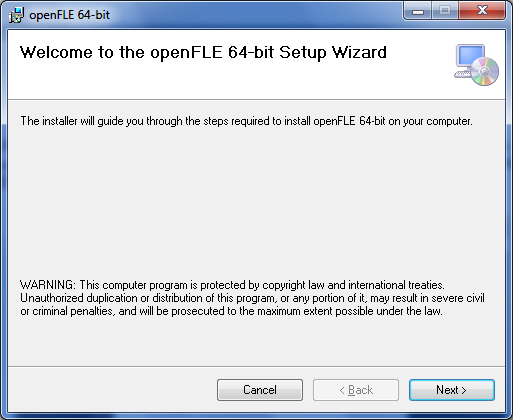 openFLE 64-bit
Welcome to the openFLE 64-bit Setup Wizard
The installer will guide you through the steps required to install openFLE 64-bit on your computer.
WARNING: This computer program is protected by copyright law and international treaties.
Unauthorized duplication or distribution of this program, or any portion of it, may result in severe civil
or criminal penalties, and will be prosecuted to the maximum extent possible under the law.
Cancel
< Back
Next >